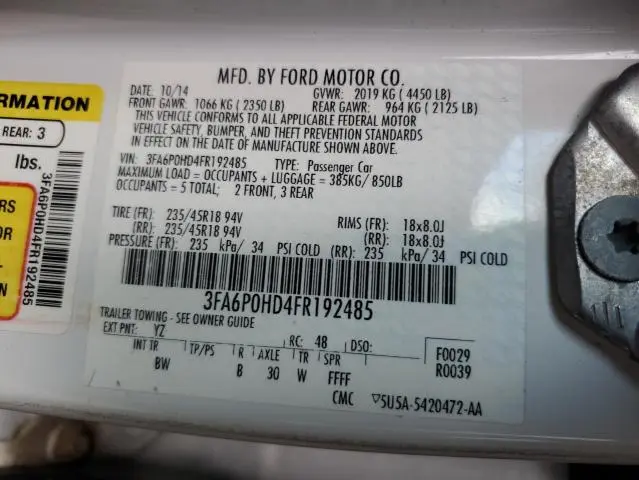 MFD. BY FORD MOTOR CO.
DATE: 10/14 GVWR: 2019 KG ( 4450 LB)
FRONT GAWR: 1066 KG ( 2350 LB) REAR GAWR: 964 KG ( 2125 LB)
THIS VEHICLE CONFORMS TO ALL APPLICABLE FEDERAL MOTOR
VEHICLE SAFETY, BUMPER, AND THEFT PREVENTION STANDARDS
IN EFFECT ON THE DATE OF MANUFACTURE SHOWN ABOVE.
VIN: 3FA6P0HD4FR192485 TYPE: Passenger Car
MAXIMUM LOAD = OCCUPANTS + LUGGAGE = 385KG/ 850LB
OCCUPANTS = 5 TOTAL; 2 FRONT, 3 REAR
TIRE (FR): 235/45R18 94V RIMS (FR): 18x8.0J
(RR): 235/45R18 94V (RR): 18x8.0J
PRESSURE (FR): 235 kPa/ 34 PSI COLD (RR): 235 kPa/ 34 PSI COLD
3FA6P0HD4FR192485
TRAILER TOWING - SEE OWNER GUIDE
EXT PNT: YZ RC: 48 DSO: F0029
INT TR TP/PS R AXLE TR SPR R0039
BW B 30 W FFFF
CMC ▽5U5A-5420472-AA
ORMATION
REAR: 3
lbs.
RS
OR
3FA6P0HD4FR192485